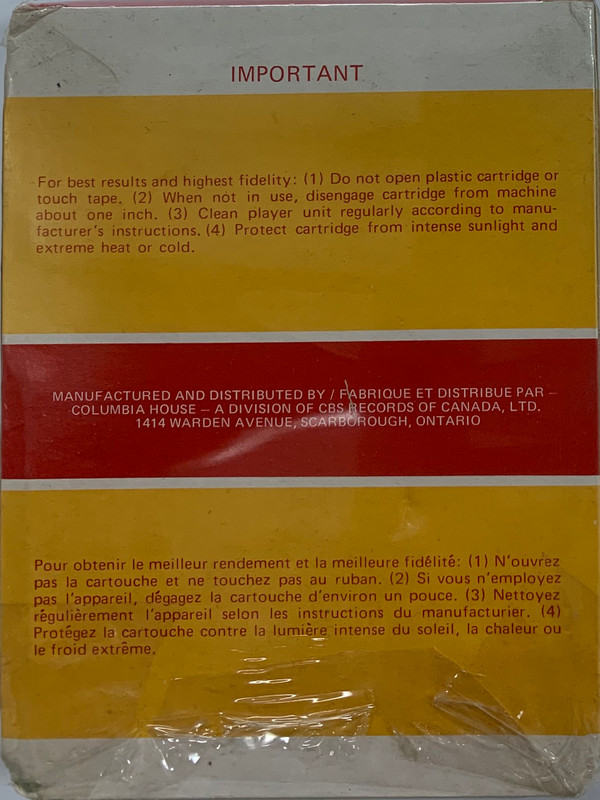 IMPORTANT
For best results and highest fidelity: (1) Do not open plastic cartridge or
touch tape. (2) When not in use, disengage cartridge from machine
about one inch. (3) Clean player unit regularly according to manu-
facturer's instructions. (4) Protect cartridge from intense sunlight and
extreme heat or cold.
MANUFACTURED AND DISTRIBUTED BY / FABRIQUE ET DISTRIBUE PAR –
COLUMBIA HOUSE – A DIVISION OF CBS RECORDS OF CANADA, LTD.
1414 WARDEN AVENUE, SCARBOROUGH, ONTARIO
Pour obtenir le meilleur rendement et la meilleure fidélité: (1) N'ouvrez
pas la cartouche et ne touchez pas au ruban. (2) Si vous n'employez
pas l'appareil, dégagez la cartouche d'environ un pouce. (3) Nettoyez
régulièrement l'appareil selon les instructions du manufacturier. (4)
Protégez la cartouche contre la lumière intense du soleil, la chaleur ou
le froid extrême.